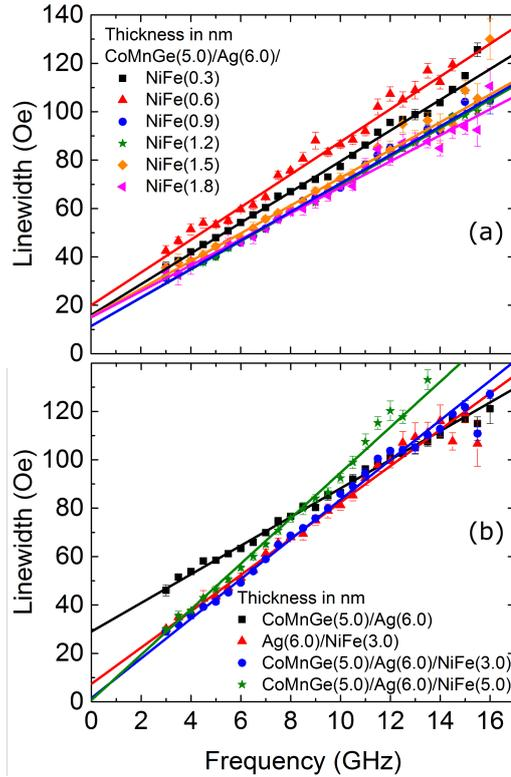 140
120
100
80
60
40
20
0
Linewidth (Oe)
Thickness in nm
CoMnGe(5.0)/Ag(6.0)/
NiFe(0.3)
NiFe(0.6)
NiFe(0.9)
NiFe(1.2)
NiFe(1.5)
NiFe(1.8)
(a)
120
100
80
60
40
20
0
Linewidth (Oe)
(b)
Thickness in nm
CoMnGe(5.0)/Ag(6.0)
Ag(6.0)/NiFe(3.0)
CoMnGe(5.0)/Ag(6.0)/NiFe(3.0)
CoMnGe(5.0)/Ag(6.0)/NiFe(5.0)
0 2 4 6 8 10 12 14 16
Frequency (GHz)